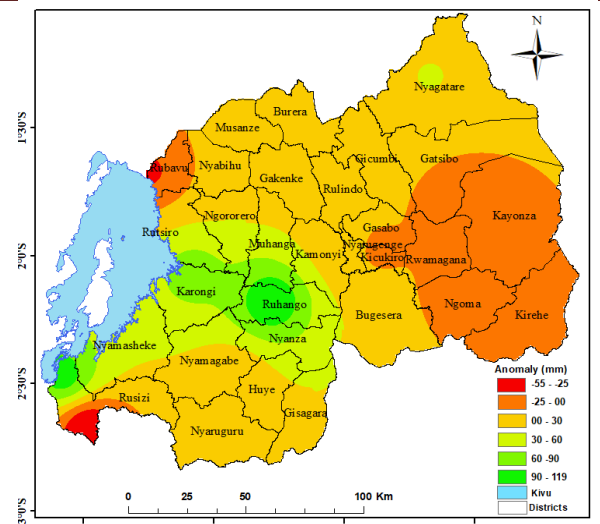 N
Nyagatare
Burera
Musanze
1°30'S
Gicumbi
Gatsibo
Rubavu
Nyabihu
Gakenke
Rulindo
Kayonza
Ngororero
Rutsiro
Gasabo
Muhanga
Nyarugenge
2°0'S
Kamonyi
Kicukiro
Rwamagana
Karongi
Ruhango
Ngoma
Bugesera
Kirehe
Nyanza
Nyamasheke
Nyamagabe
Anomaly (mm)
2°30'S
-55 - -25
Huye
Rusizi
-25 - 00
Gisagara
00 - 30
Nyaruguru
30 - 60
60 -90
90 - 119
0 25 50 100 Km
Kivu
Districts
3°0'S